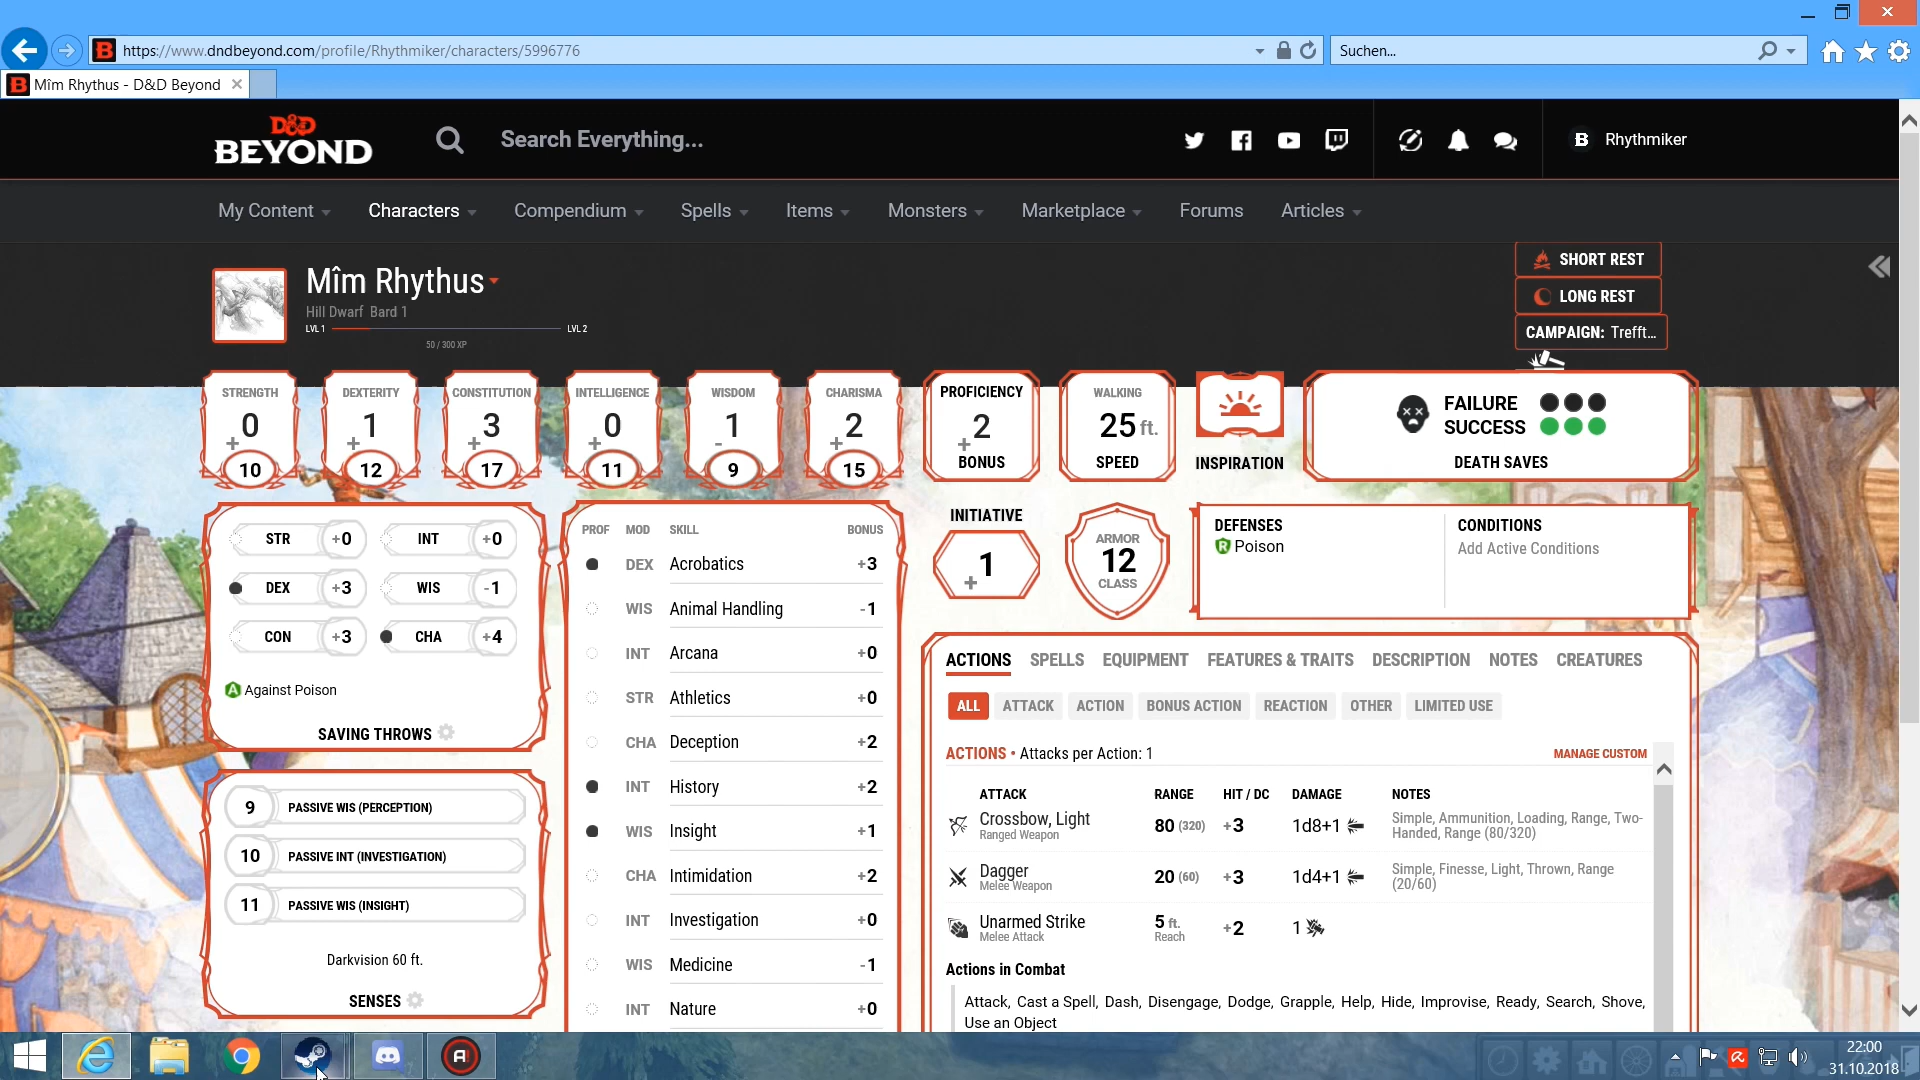 https://www.dndbeyond.com/profile/Rhythmiker/characters/5996776
Suchen...
Mîm Rhythus - D&D Beyond
D&D BEYOND
Search Everything...
Rhythmiker
My Content
Characters
Compendium
Spells
Items
Monsters
Marketplace
Forums
Articles
Mîm Rhythus
Hill Dwarf Bard 1
LVL 1
LVL 2
50 / 300 XP
SHORT REST
LONG REST
CAMPAIGN: Trefft...
STRENGTH
+0
10
DEXTERITY
+1
12
CONSTITUTION
+3
17
INTELLIGENCE
+0
11
WISDOM
-1
9
CHARISMA
+2
15
PROFICIENCY
+2
BONUS
WALKING
25 ft.
SPEED
INSPIRATION
FAILURE
SUCCESS
DEATH SAVES
STR +0
INT +0
DEX +3
WIS -1
CON +3
CHA +4
A Against Poison
SAVING THROWS
9 PASSIVE WIS (PERCEPTION)
10 PASSIVE INT (INVESTIGATION)
11 PASSIVE WIS (INSIGHT)
Darkvision 60 ft.
SENSES
PROF MOD SKILL BONUS
DEX Acrobatics +3
WIS Animal Handling -1
INT Arcana +0
STR Athletics +0
CHA Deception +2
INT History +2
WIS Insight +1
CHA Intimidation +2
INT Investigation +0
WIS Medicine -1
INT Nature +0
INITIATIVE
+1
ARMOR
12
CLASS
DEFENSES
R Poison
CONDITIONS
Add Active Conditions
ACTIONS SPELLS EQUIPMENT FEATURES & TRAITS DESCRIPTION NOTES CREATURES
ALL ATTACK ACTION BONUS ACTION REACTION OTHER LIMITED USE
ACTIONS • Attacks per Action: 1
MANAGE CUSTOM
ATTACK RANGE HIT / DC DAMAGE NOTES
Crossbow, Light
Ranged Weapon
80 (320)
+3
1d8+1
Simple, Ammunition, Loading, Range, Two-
Handed, Range (80/320)
Dagger
Melee Weapon
20 (60)
+3
1d4+1
Simple, Finesse, Light, Thrown, Range
(20/60)
Unarmed Strike
Melee Attack
5 ft.
Reach
+2
1
Actions in Combat
Attack, Cast a Spell, Dash, Disengage, Dodge, Grapple, Help, Hide, Improvise, Ready, Search, Shove,
Use an Object
22:00
31.10.2018